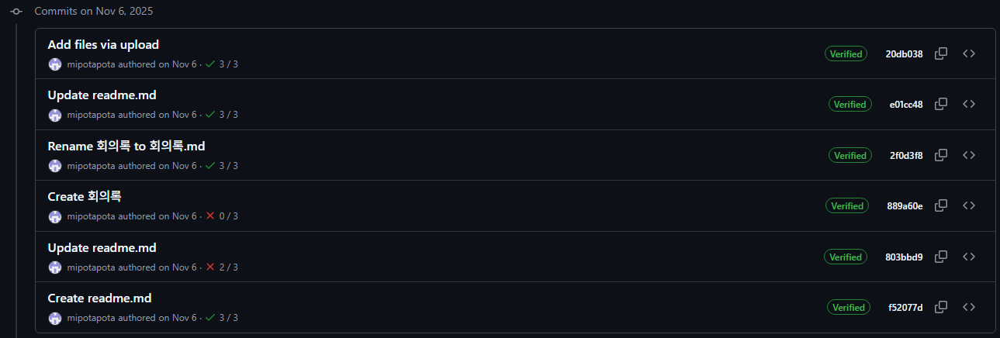 Commits on Nov 6, 2025
Add files via upload
mipotapota authored on Nov 6 · 3 / 3
Verified 20db038
Update readme.md
mipotapota authored on Nov 6 · 3 / 3
Verified e01cc48
Rename 회의록 to 회의록.md
mipotapota authored on Nov 6 · 3 / 3
Verified 2f0d3f8
Create 회의록
mipotapota authored on Nov 6 · 0 / 3
Verified 889a60e
Update readme.md
mipotapota authored on Nov 6 · 2 / 3
Verified 803bbd9
Create readme.md
mipotapota authored on Nov 6 · 3 / 3
Verified f52077d